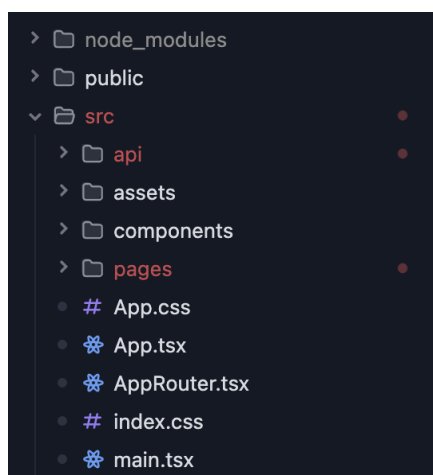 node_modules
public
src
api
assets
components
pages
# App.css
App.tsx
AppRouter.tsx
# index.css
main.tsx